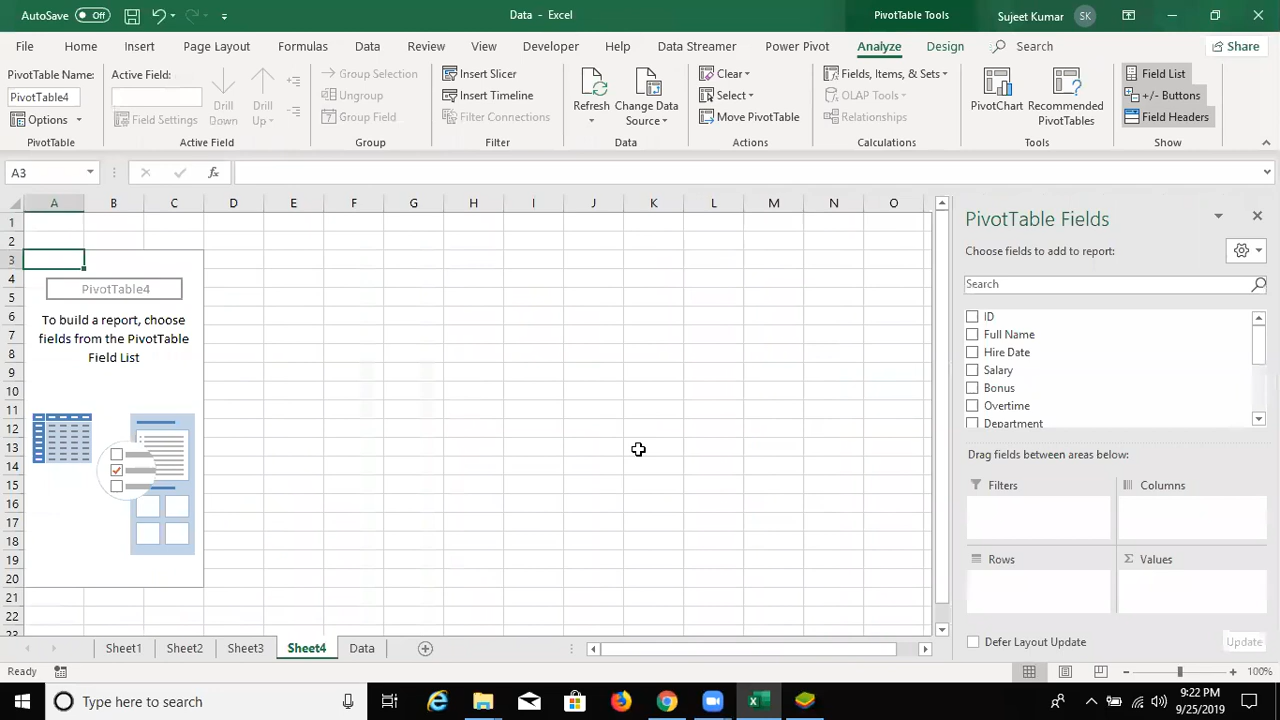 AutoSave Off
Data - Excel
PivotTable Tools
Sujeet Kumar
SK
File Home Insert Page Layout Formulas Data Review View Developer Help Data Streamer Power Pivot Analyze Design Search Share
PivotTable Name:
PivotTable4
Options
PivotTable
Active Field:
Field Settings
Drill Down
Drill Up
Active Field
Group Selection
Ungroup
Group Field
Group
Insert Slicer
Insert Timeline
Filter Connections
Filter
Refresh
Change Data Source
Data
Clear
Select
Move PivotTable
Actions
Fields, Items, & Sets
OLAP Tools
Relationships
Calculations
PivotChart
Recommended PivotTables
Tools
Field List
+/- Buttons
Field Headers
Show
A3
fx
A B C D E F G H I J K L M N O
1
2
3
4
5
6
7
8
9
10
11
12
13
14
15
16
17
18
19
20
21
22
23
PivotTable4
To build a report, choose
fields from the PivotTable
Field List
PivotTable Fields
Choose fields to add to report:
Search
ID
Full Name
Hire Date
Salary
Bonus
Overtime
Department
Drag fields between areas below:
Filters
Columns
Rows
Σ Values
Defer Layout Update
Update
Sheet1 Sheet2 Sheet3 Sheet4 Data
Ready
100%
Type here to search
9:22 PM
9/25/2019